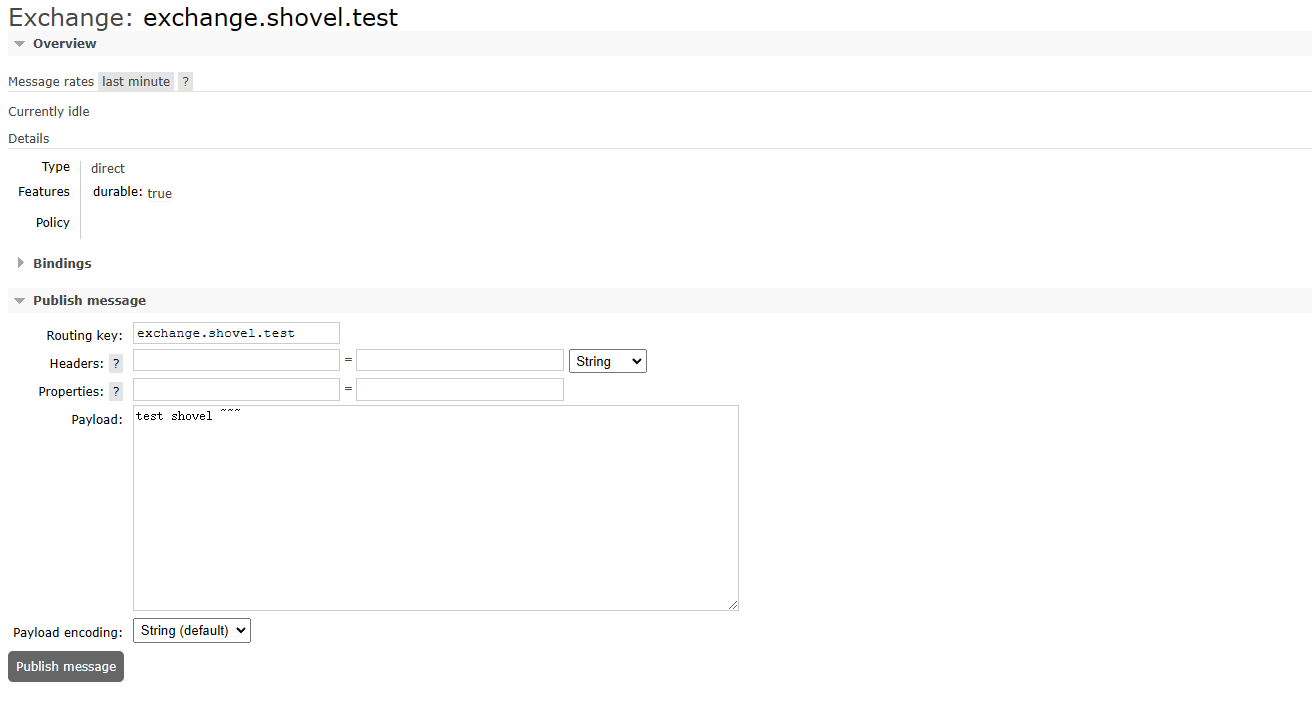 Exchange: exchange.shovel.test
Overview
Message rates last minute ?
Currently idle
Details
Type direct
Features durable: true
Policy
Bindings
Publish message
Routing key: exchange.shovel.test
Headers: ? = String
Properties: ? =
Payload: test shovel ~~~
Payload encoding: String (default)
Publish message